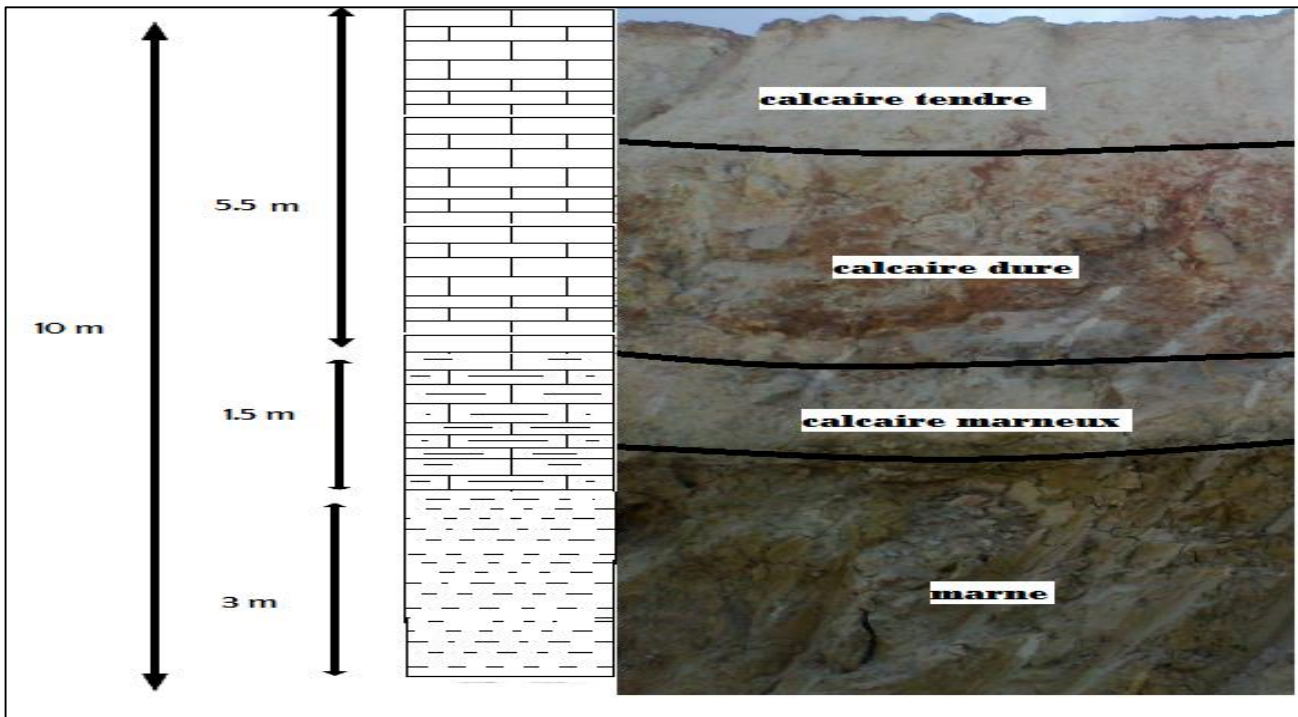 calcaire tendre
5.5 m
calcaire dure
10 m
1.5 m
calcaire marneux
3 m
marne